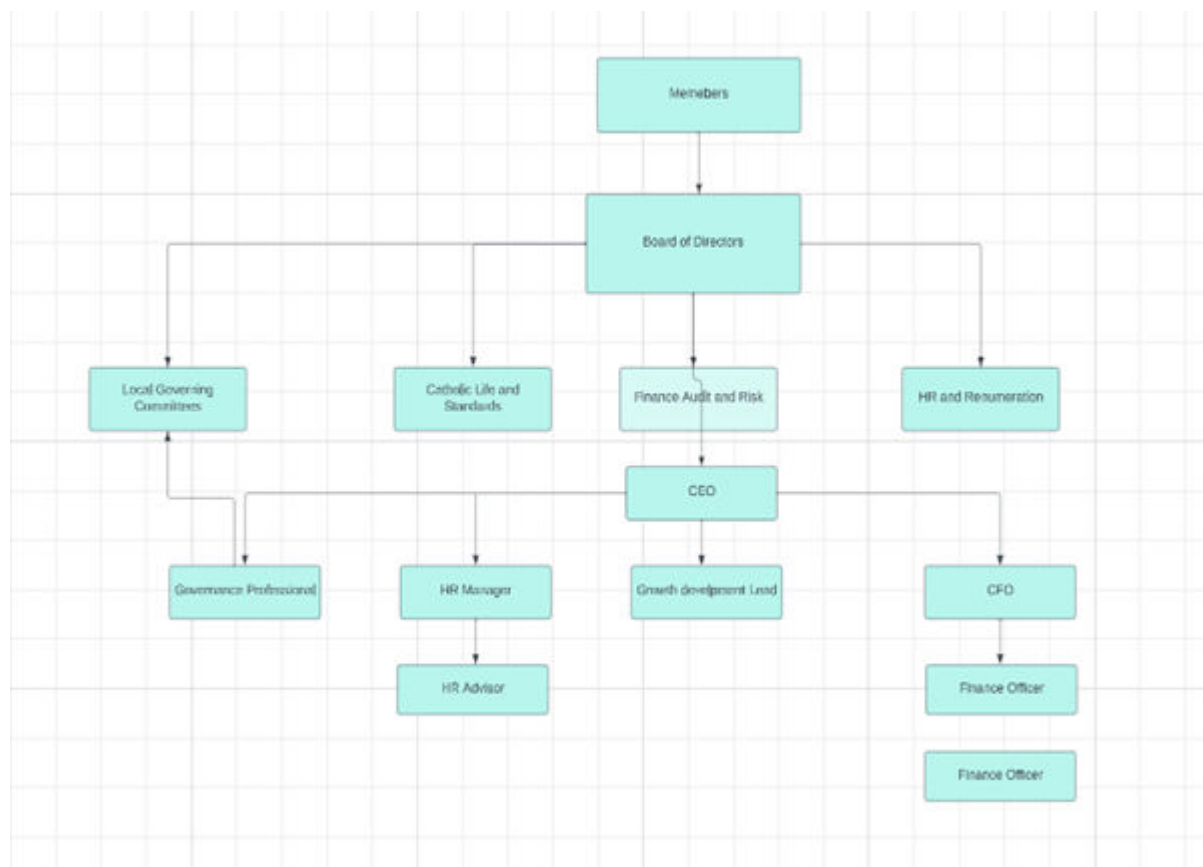 Memebers
Board of Directors
Local Governing
Committees
Catholic Life and
Standards
Finance Audit and Risk
HR and Renumeration
CEO
Governance Professional
HR Manager
Growth develpment Lead
CFO
HR Advisor
Finance Officer
Finance Officer